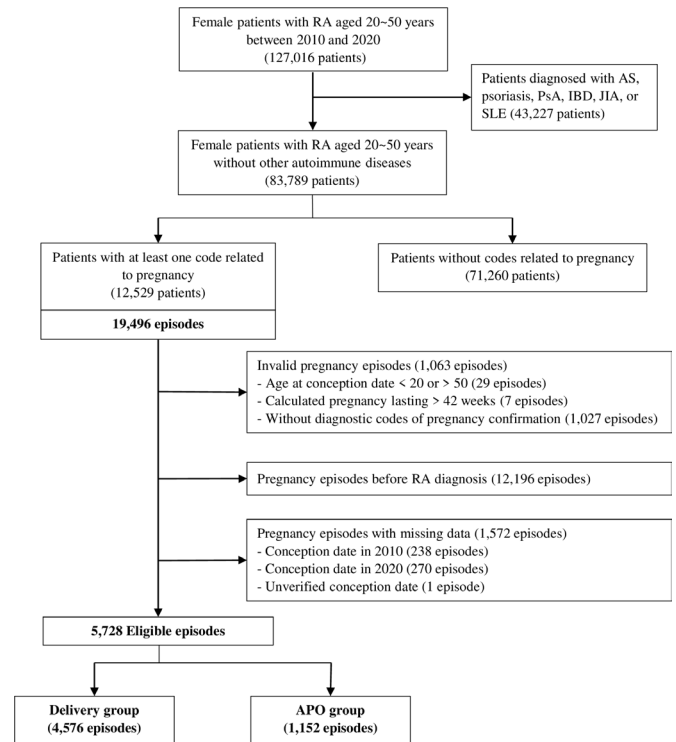 Female patients with RA aged 20~50 years
between 2010 and 2020
(127,016 patients)
Patients diagnosed with AS,
psoriasis, PsA, IBD, JIA, or
SLE (43,227 patients)
Female patients with RA aged 20~50 years
without other autoimmune diseases
(83,789 patients)
Patients with at least one code related
to pregnancy
(12,529 patients)
19,496 episodes
Patients without codes related to pregnancy
(71,260 patients)
Invalid pregnancy episodes (1,063 episodes)
- Age at conception date < 20 or > 50 (29 episodes)
- Calculated pregnancy lasting > 42 weeks (7 episodes)
- Without diagnostic codes of pregnancy confirmation (1,027 episodes)
Pregnancy episodes before RA diagnosis (12,196 episodes)
Pregnancy episodes with missing data (1,572 episodes)
- Conception date in 2010 (238 episodes)
- Conception date in 2020 (270 episodes)
- Unverified conception date (1 episode)
5,728 Eligible episodes
Delivery group
(4,576 episodes)
APO group
(1,152 episodes)